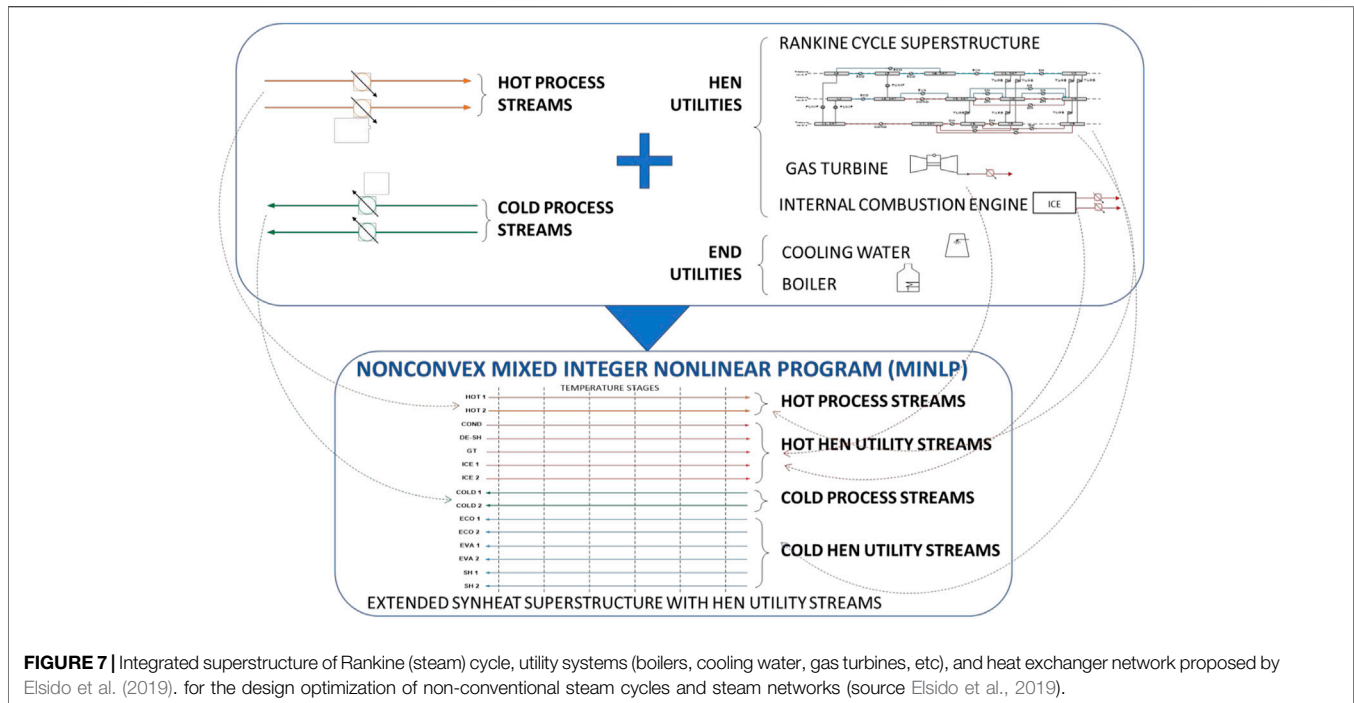 RANKINE CYCLE SUPERSTRUCTURE
HOT PROCESS
STREAMS
HEN
UTILITIES
GAS TURBINE
INTERNAL COMBUSTION ENGINE
ICE
COLD PROCESS
STREAMS
END
UTILITIES
COOLING WATER
BOILER
NONCONVEX MIXED INTEGER NONLINEAR PROGRAM (MINLP)
TEMPERATURE STAGES
HOT 1
HOT 2
COND
DE-SH
GT
ICE 1
ICE 2
COLD 1
COLD 2
ECO 1
ECO 2
EVA 1
EVA 2
SH 1
SH 2
HOT PROCESS STREAMS
HOT HEN UTILITY STREAMS
COLD PROCESS STREAMS
COLD HEN UTILITY STREAMS
EXTENDED SYNHEAT SUPERSTRUCTURE WITH HEN UTILITY STREAMS
FIGURE 7 | Integrated superstructure of Rankine (steam) cycle, utility systems (boilers, cooling water, gas turbines, etc), and heat exchanger network proposed by
Elsido et al. (2019). for the design optimization of non-conventional steam cycles and steam networks (source Elsido et al., 2019).